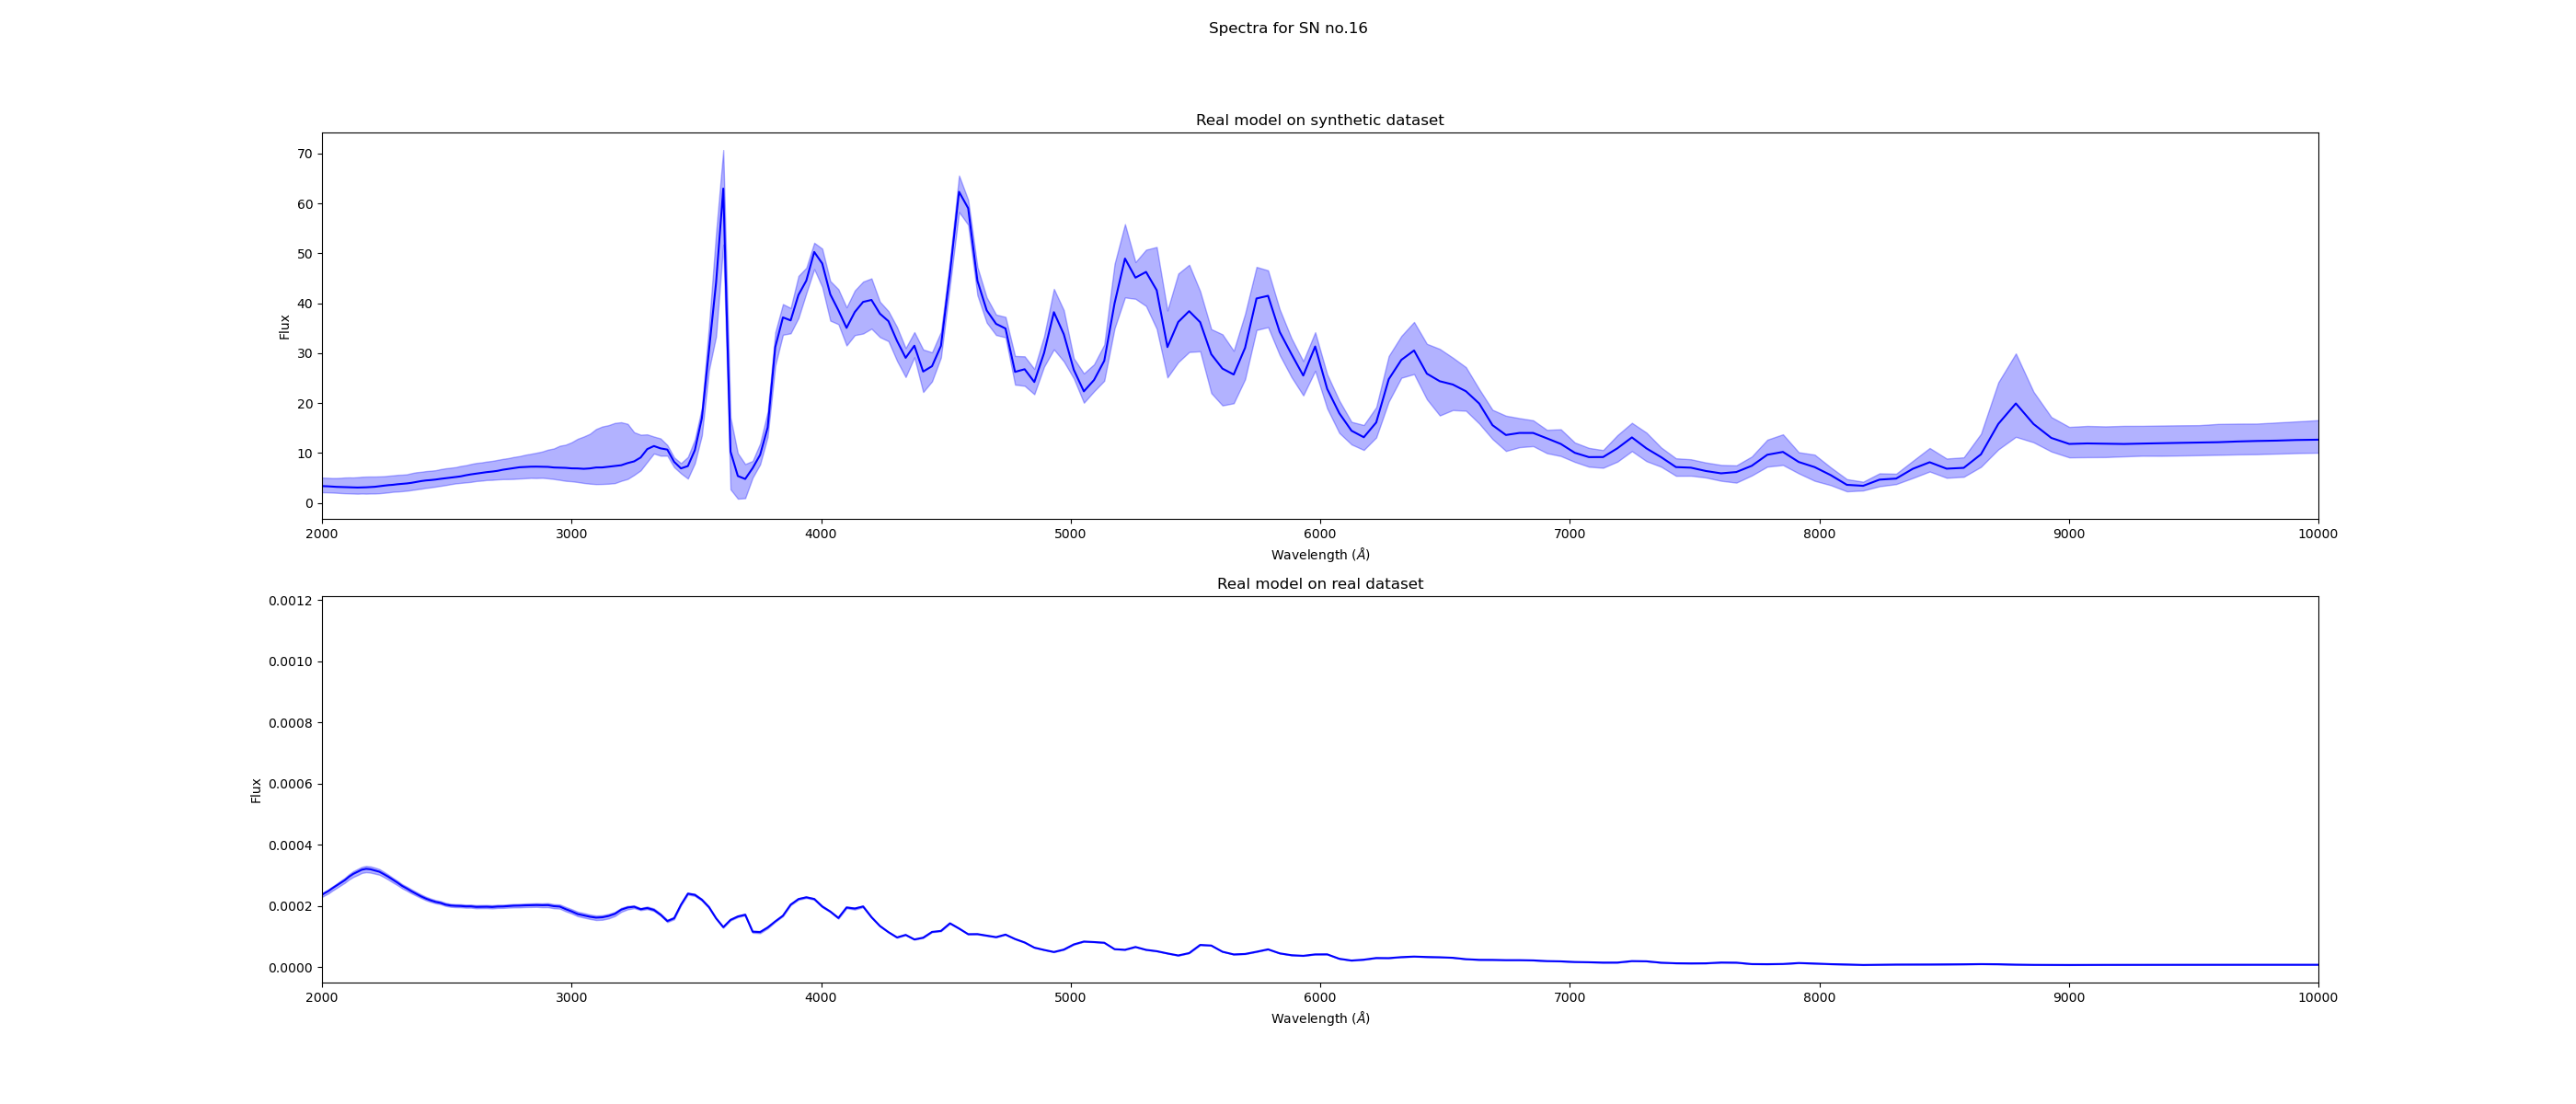 Spectra for SN no.16
Real model on synthetic dataset
70
60
50
40
30
20
10
0
Flux
2000 3000 4000 5000 6000 7000 8000 9000 10000
Wavelength (Å)
Real model on real dataset
0.0012
0.0010
0.0008
0.0006
0.0004
0.0002
0.0000
Flux
2000 3000 4000 5000 6000 7000 8000 9000 10000
Wavelength (Å)